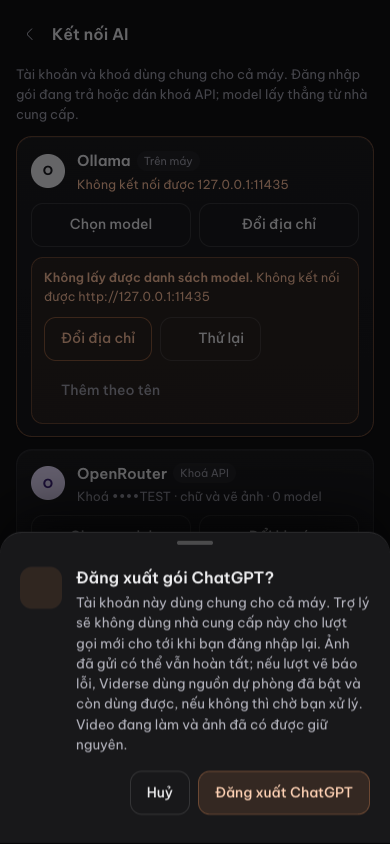 Kết nối AI
Tài khoản và khoá dùng chung cho cả máy. Đăng nhập
gói đang trả hoặc dán khoá API; model lấy thẳng từ nhà
cung cấp.
O
Ollama Trên máy
Không kết nối được 127.0.0.1:11435
Chọn model Đổi địa chỉ
Không lấy được danh sách model. Không kết nối
được http://127.0.0.1:11435
Đổi địa chỉ Thử lại
Thêm theo tên
O
OpenRouter Khoá API
Khoá ••••TEST · chữ và vẽ ảnh · 0 model
Đăng xuất gói ChatGPT?
Tài khoản này dùng chung cho cả máy. Trợ lý
sẽ không dùng nhà cung cấp này cho lượt
gọi mới cho tới khi bạn đăng nhập lại. Ảnh
đã gửi có thể vẫn hoàn tất; nếu lượt vẽ báo
lỗi, Viderse dùng nguồn dự phòng đã bật và
còn dùng được, nếu không thì chờ bạn xử lý.
Video đang làm và ảnh đã có được giữ
nguyên.
Huỷ Đăng xuất ChatGPT